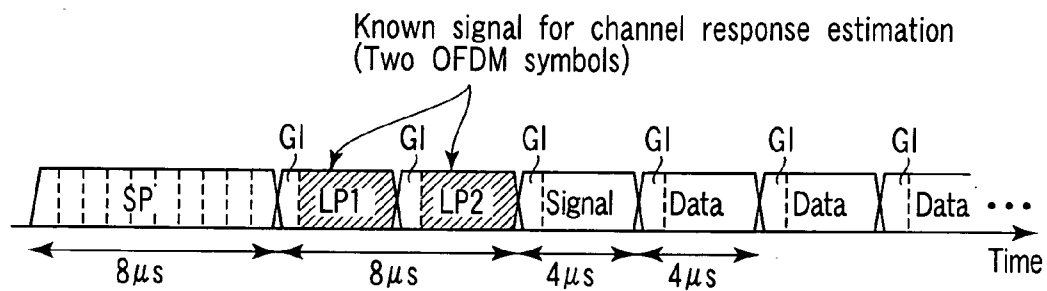 Known signal for channel response estimation
(Two OFDM symbols)
GI GI GI GI GI GI
SP LP1 LP2 Signal Data Data Data •••
8μs 8μs 4μs 4μs Time